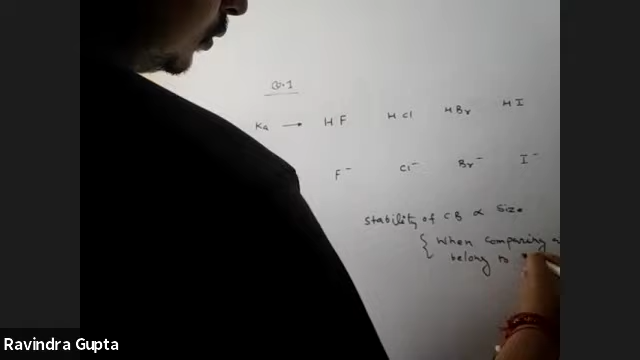 Q.1
Ka → HF HCl HBr HI
F⁻ Cl⁻ Br⁻ I⁻
Stability of CB ∝ Size
{ When comparing
belong to
Ravindra Gupta